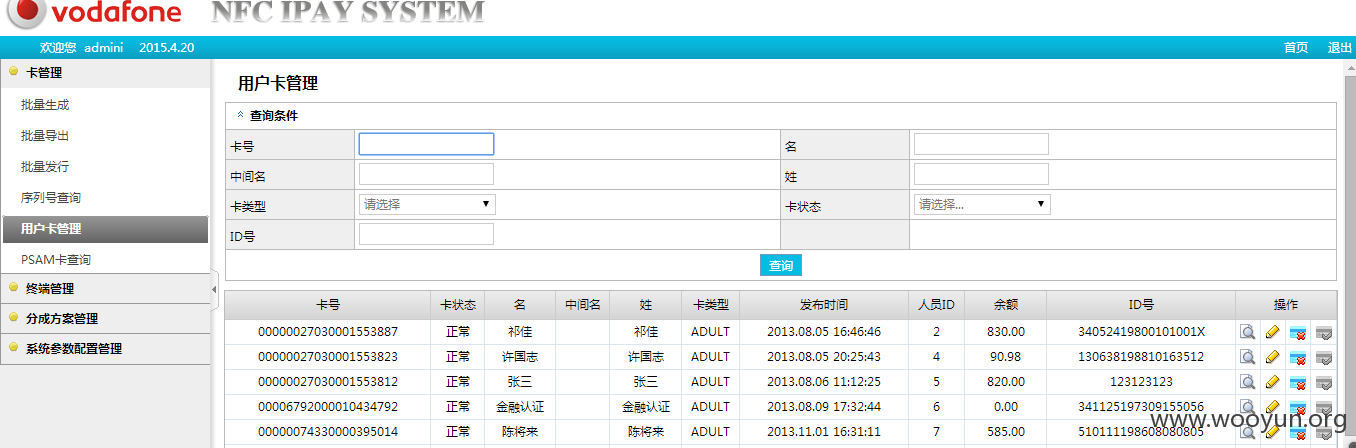 vodafone NFC IPAY SYSTEM
欢迎您 admini 2015.4.20 首页 退出
卡管理
批量生成
批量导出
批量发行
序列号查询
用户卡管理
PSAM卡查询
终端管理
分成方案管理
系统参数配置管理
用户卡管理
查询条件
卡号 名
中间名 姓
卡类型 请选择 卡状态 请选择...
ID号
查询
卡号 卡状态 名 中间名 姓 卡类型 发布时间 人员ID 余额 ID号 操作
00000027030001553887 正常 祁佳 祁佳 ADULT 2013.08.05 16:46:46 2 830.00 34052419800101001X
00000027030001553823 正常 许国志 许国志 ADULT 2013.08.05 20:25:43 4 90.98 130638198810163512
00000027030001553812 正常 张三 张三 ADULT 2013.08.06 11:12:25 5 820.00 123123123
00006792000010434792 正常 金融认证 金融认证 ADULT 2013.08.09 17:32:44 6 0.00 341125197309155056
00000074330000395014 正常 陈将来 陈将来 ADULT 2013.11.01 16:31:11 7 585.00 510111198608080805
www.wooyun.org